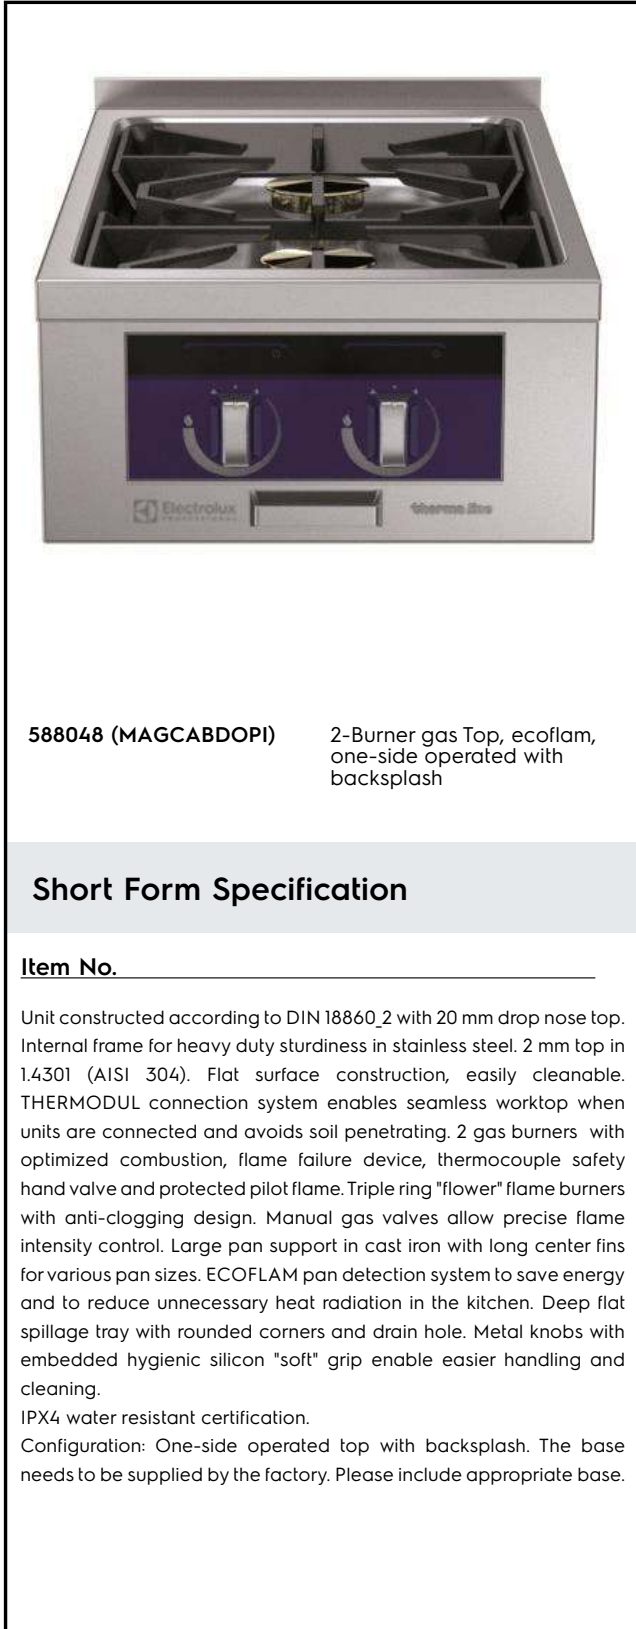 Electrolux
PROFESSIONAL
thermaline
588048 (MAGCABDOPI)
2-Burner gas Top, ecoflam,
one-side operated with
backsplash
Short Form Specification
Item No.
Unit constructed according to DIN 18860_2 with 20 mm drop nose top.
Internal frame for heavy duty sturdiness in stainless steel. 2 mm top in
1.4301 (AISI 304). Flat surface construction, easily cleanable.
THERMODUL connection system enables seamless worktop when
units are connected and avoids soil penetrating. 2 gas burners with
optimized combustion, flame failure device, thermocouple safety
hand valve and protected pilot flame. Triple ring "flower" flame burners
with anti-clogging design. Manual gas valves allow precise flame
intensity control. Large pan support in cast iron with long center fins
for various pan sizes. ECOFLAM pan detection system to save energy
and to reduce unnecessary heat radiation in the kitchen. Deep flat
spillage tray with rounded corners and drain hole. Metal knobs with
embedded hygienic silicon "soft" grip enable easier handling and
cleaning.
IPX4 water resistant certification.
Configuration: One-side operated top with backsplash. The base
needs to be supplied by the factory. Please include appropriate base.